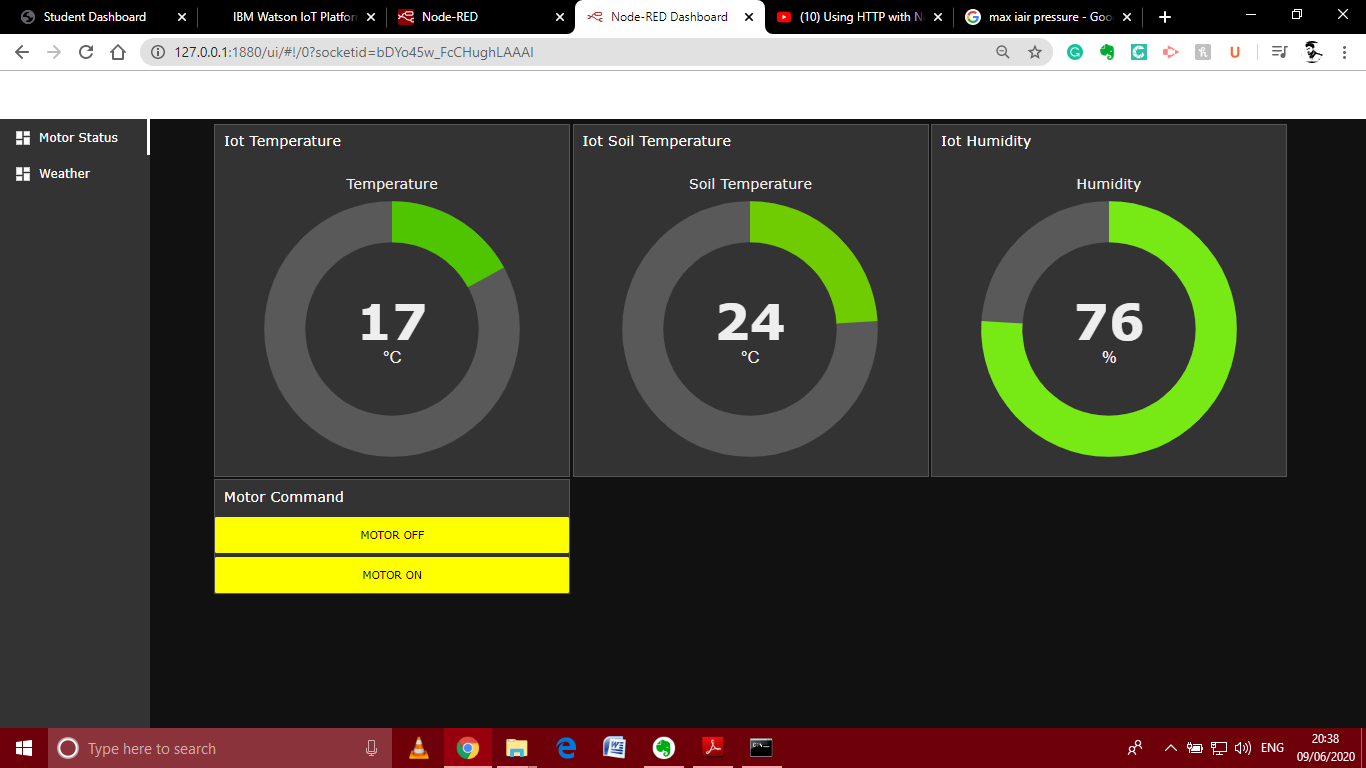 Student Dashboard
IBM Watson IoT Platfor
Node-RED
Node-RED Dashboard
(10) Using HTTP with N
max iair pressure - Goo
127.0.0.1:1880/ui/#!/0?socketid=bDYo45w_FcCHughLAAAI
Motor Status
Weather
Iot Temperature
Temperature
17
°C
Iot Soil Temperature
Soil Temperature
24
°C
Iot Humidity
Humidity
76
%
Motor Command
MOTOR OFF
MOTOR ON
Type here to search
ENG
20:38
09/06/2020